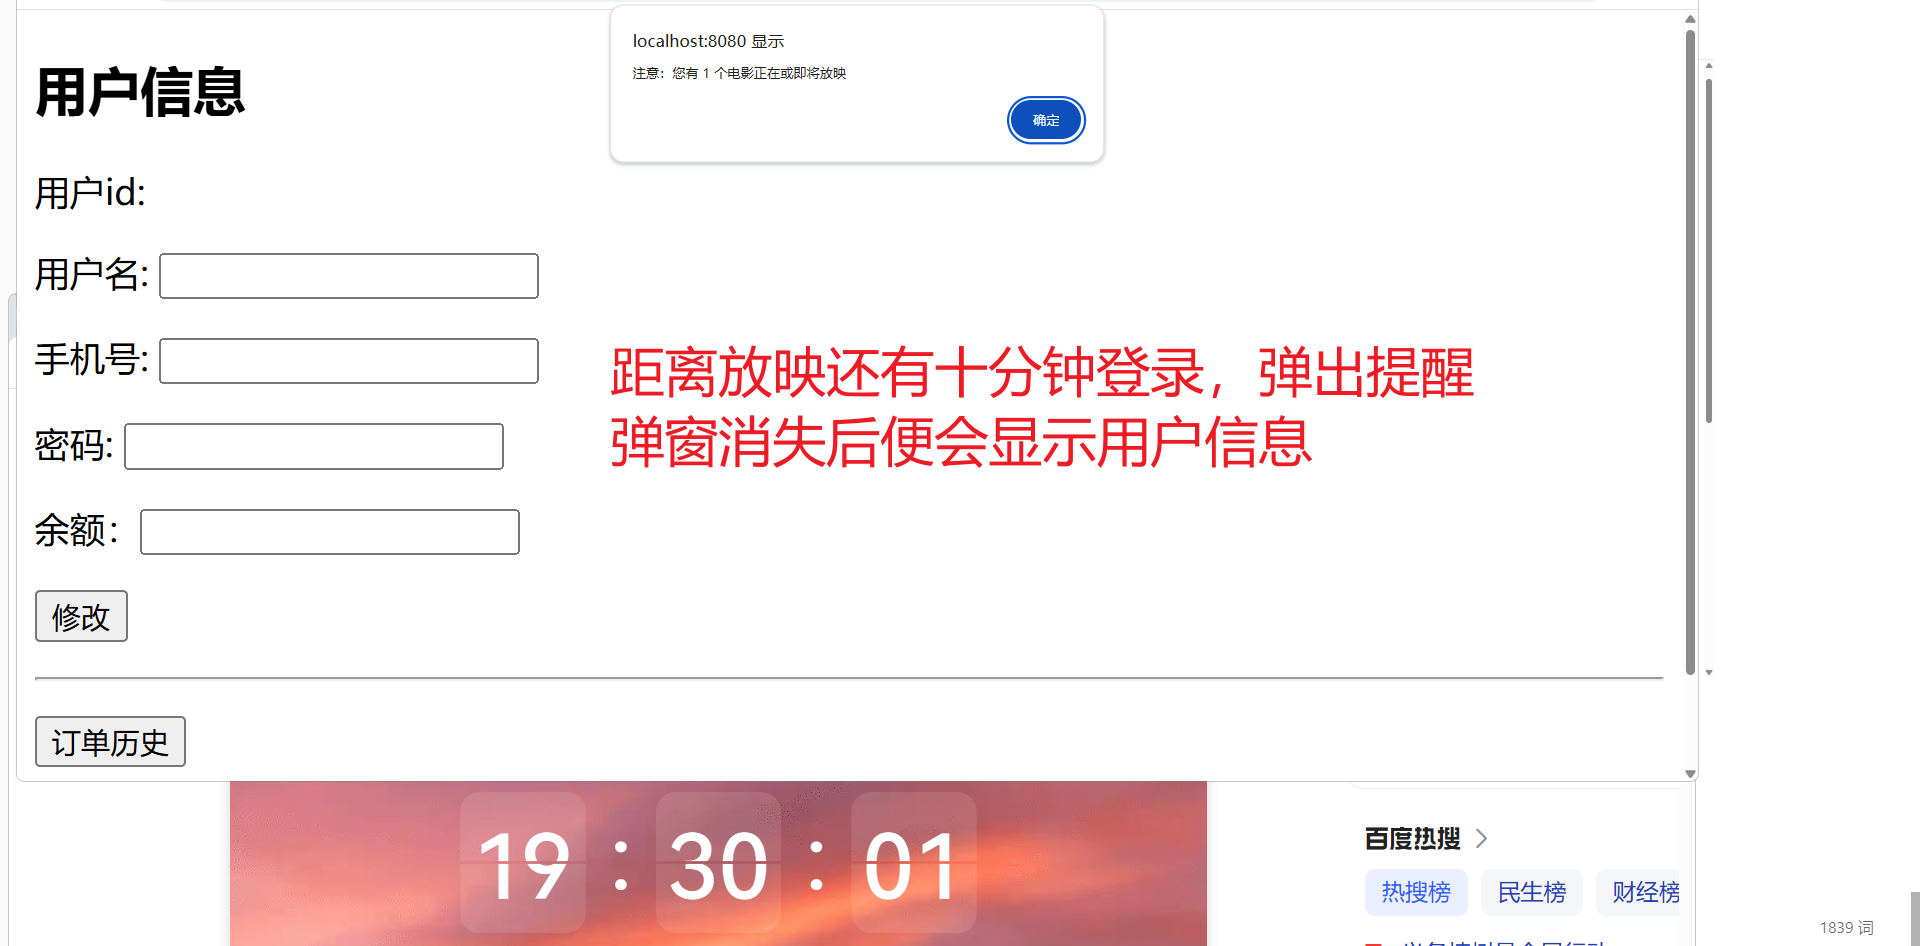 localhost:8080 显示
注意：您有 1 个电影正在或即将放映
确定
用户信息
用户id:
用户名:
手机号:
密码:
余额：
修改
订单历史
距离放映还有十分钟登录，弹出提醒
弹窗消失后便会显示用户信息
19:30:01
百度热搜
热搜榜 民生榜 财经榜
1839 词